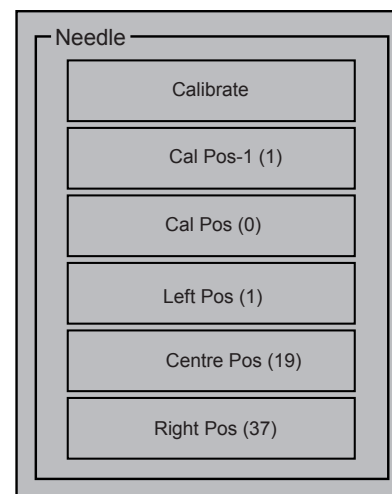 Needle
Calibrate
Cal Pos-1 (1)
Cal Pos (0)
Left Pos (1)
Centre Pos (19)
Right Pos (37)